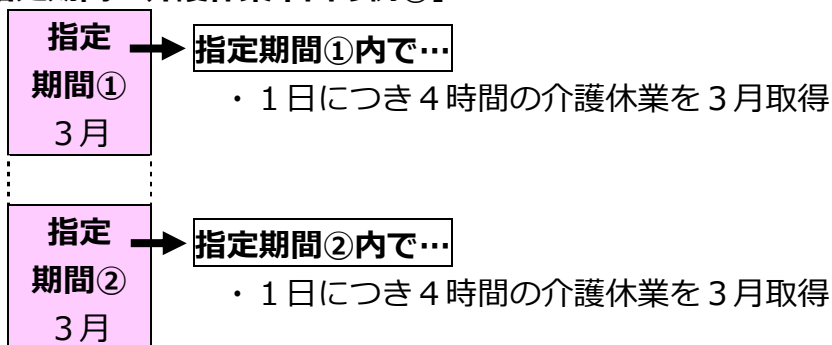 指定
期間①
３月
指定期間①内で…
・１日につき４時間の介護休業を３月取得
指定
期間②
３月
指定期間②内で…
・１日につき４時間の介護休業を３月取得